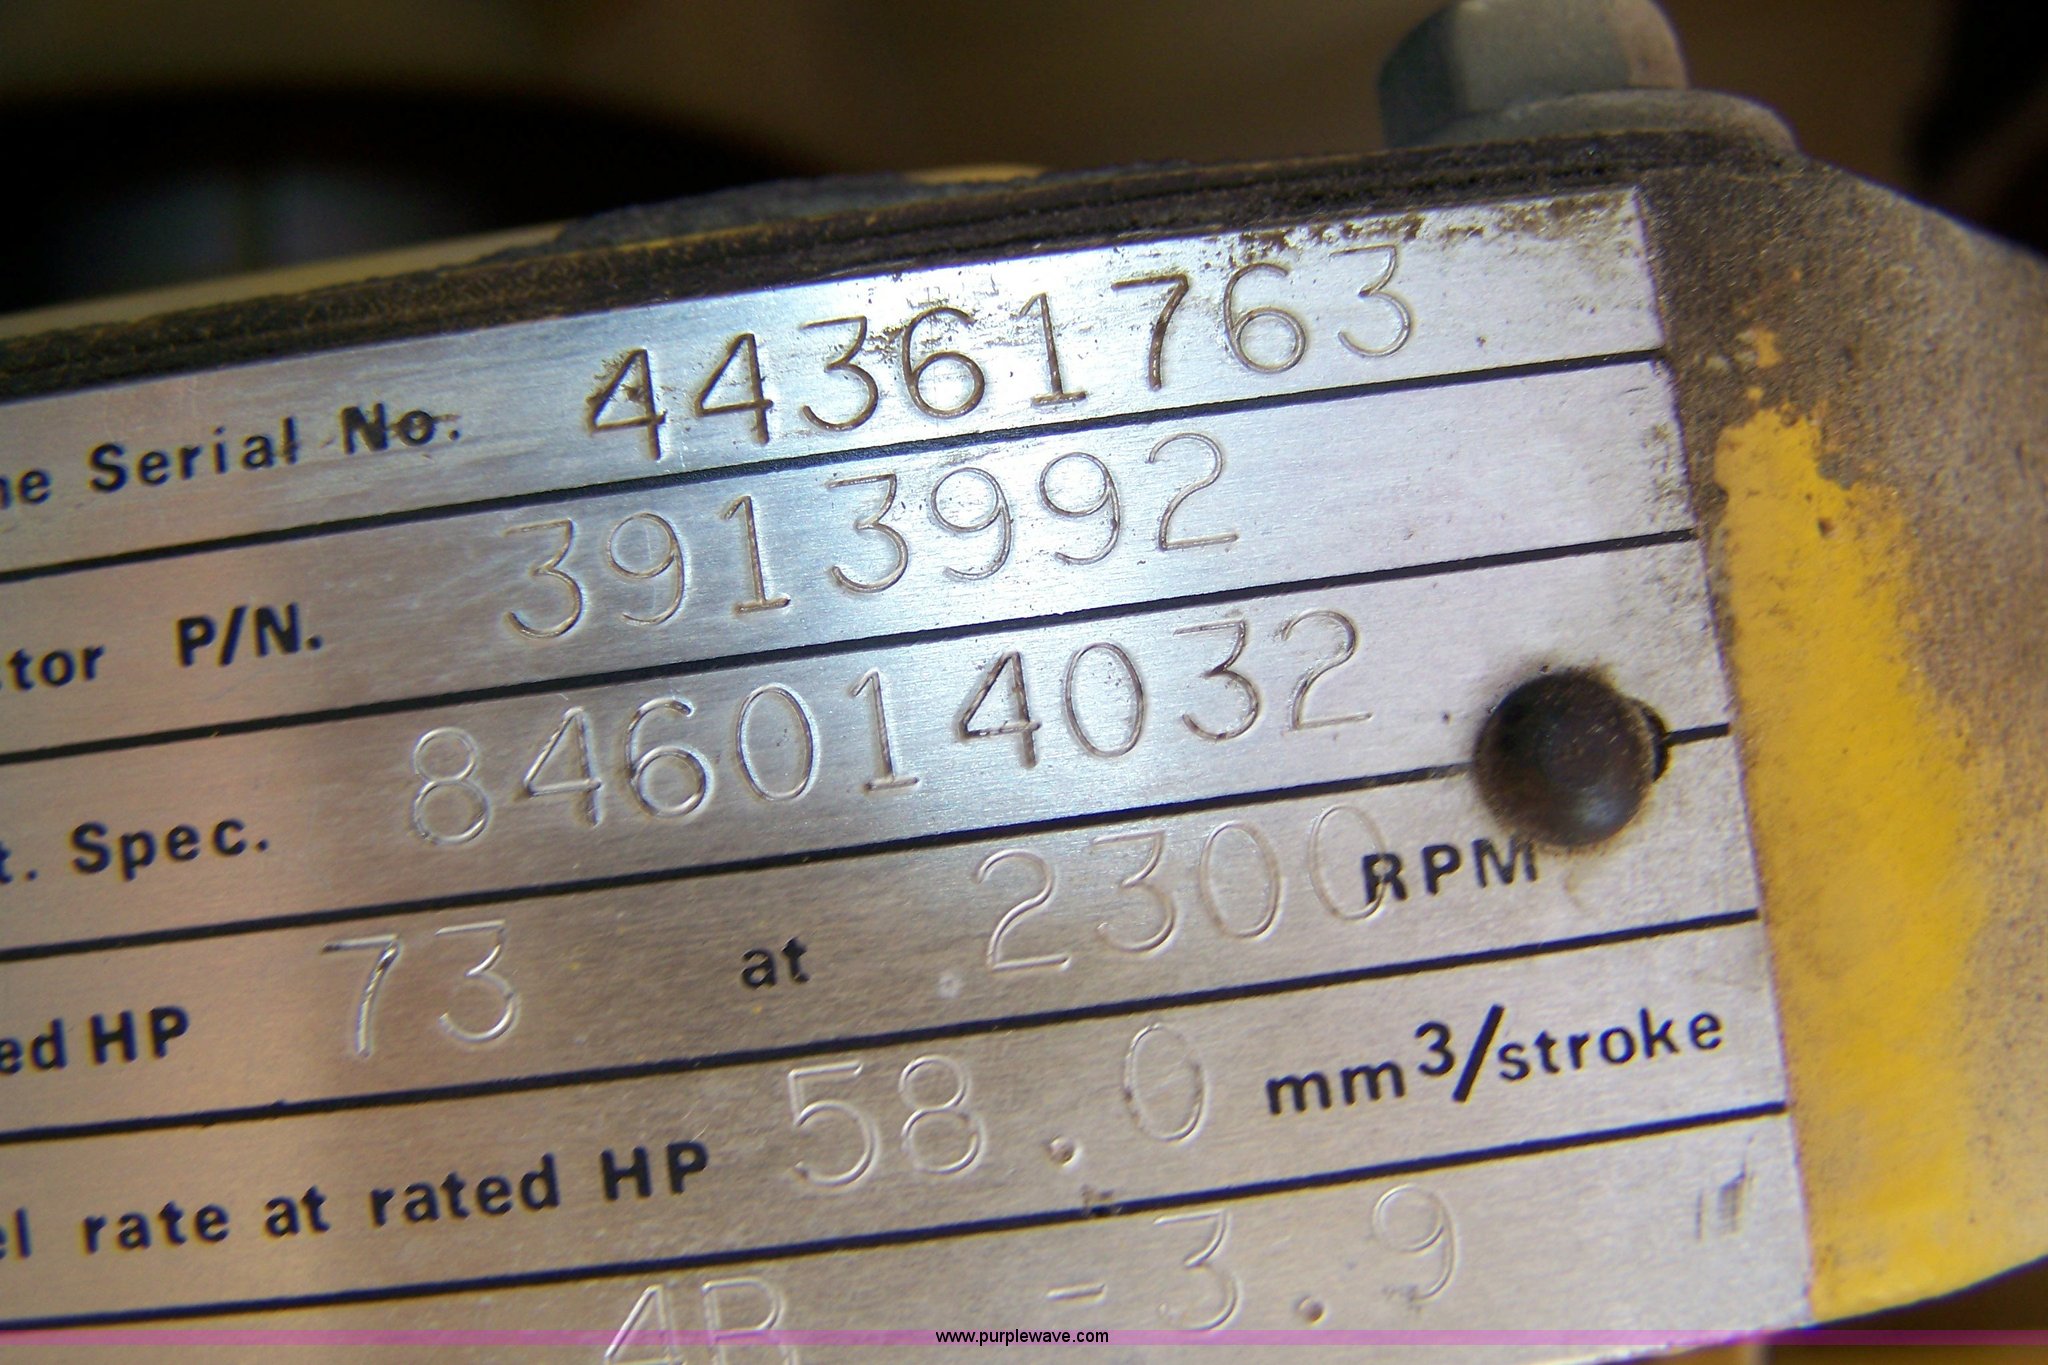 ne Serial No. 44361763
tor P/N. 3913992
t. Spec. 846014032
ed HP 73 at 2300 RPM
el rate at rated HP 58.0 mm³/stroke
4B -3.9
www.purplewave.com